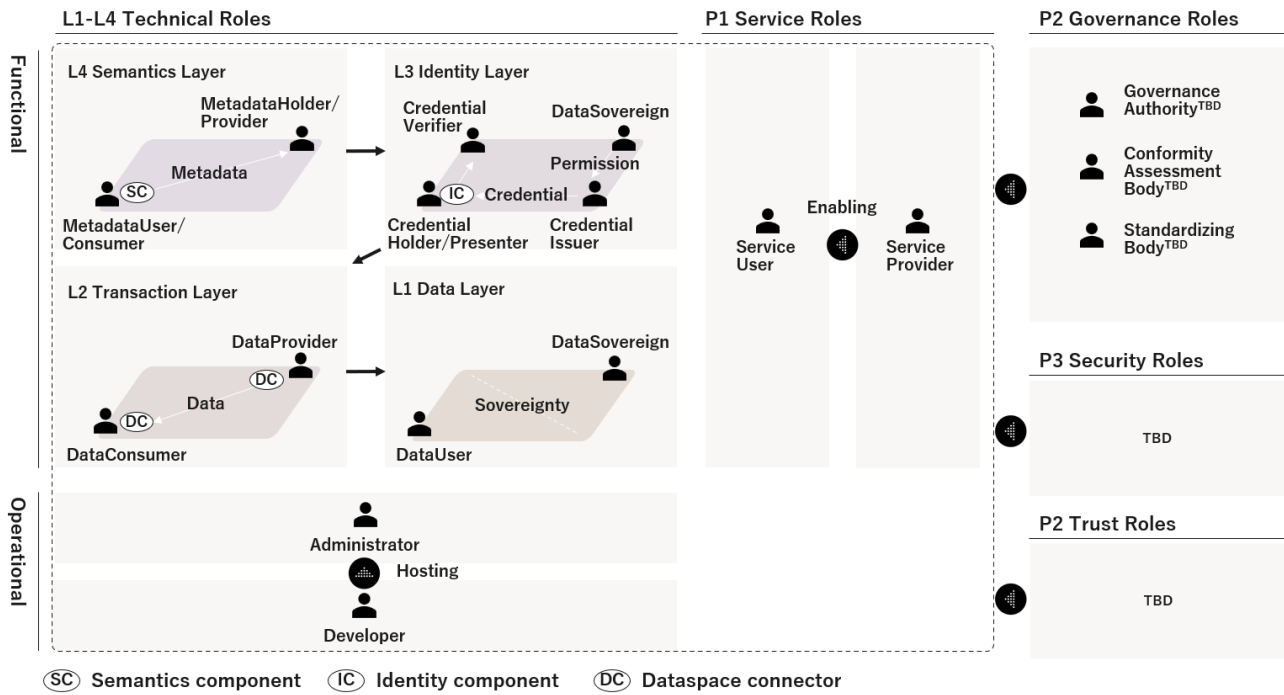 L1-L4 Technical Roles
P1 Service Roles
P2 Governance Roles
Functional
L4 Semantics Layer
MetadataHolder/
Provider
Metadata
SC
MetadataUser/
Consumer
L3 Identity Layer
Credential
Verifier
DataSovereign
Permission
IC
Credential
Credential
Holder/Presenter
Credential
Issuer
L2 Transaction Layer
DataProvider
DC
Data
DC
DataConsumer
L1 Data Layer
DataSovereign
Sovereignty
DataUser
Service
User
Enabling
Service
Provider
Governance
AuthorityTBD
Conformity
Assessment
BodyTBD
Standardizing
BodyTBD
P3 Security Roles
TBD
P2 Trust Roles
TBD
Operational
Administrator
Hosting
Developer
SC Semantics component
IC Identity component
DC Dataspace connector